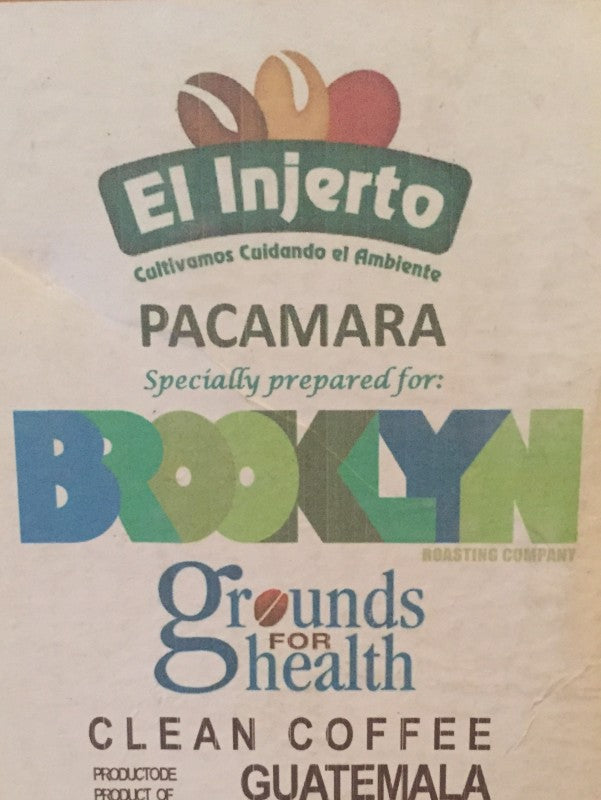 El Injerto
Cultivamos Cuidando el Ambiente
PACAMARA
Specially prepared for:
BROOKLYN
ROASTING COMPANY
grounds
FOR
health
CLEAN COFFEE
PRODUCTO DE
PRODUCT OF
GUATEMALA